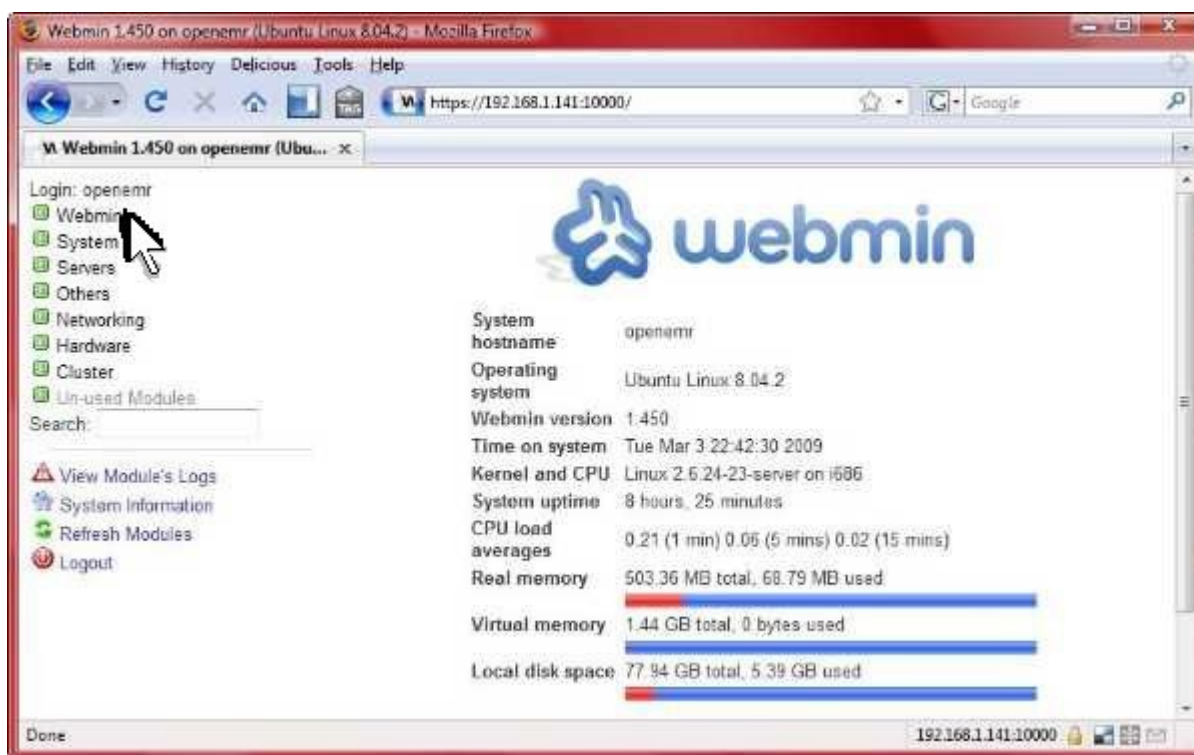 Webmin 1.450 on openemr (Ubuntu Linux 8.04.2) - Mozilla Firefox
File Edit View History Delicious Tools Help
https://192.168.1.141:10000/
Google
Webmin 1.450 on openemr (Ubu...
Login: openemr
Webmin
System
Servers
Others
Networking
Hardware
Cluster
Un-used Modules
Search:
View Module's Logs
System Information
Refresh Modules
Logout
webmin
System hostname openemr
Operating system Ubuntu Linux 8.04.2
Webmin version 1.450
Time on system Tue Mar 3 22:42:30 2009
Kernel and CPU Linux 2.6.24-23-server on i686
System uptime 8 hours, 25 minutes
CPU load averages 0.21 (1 min) 0.06 (5 mins) 0.02 (15 mins)
Real memory 503.36 MB total, 68.79 MB used
Virtual memory 1.44 GB total, 0 bytes used
Local disk space 77.94 GB total, 5.39 GB used
Done
192.168.1.141:10000